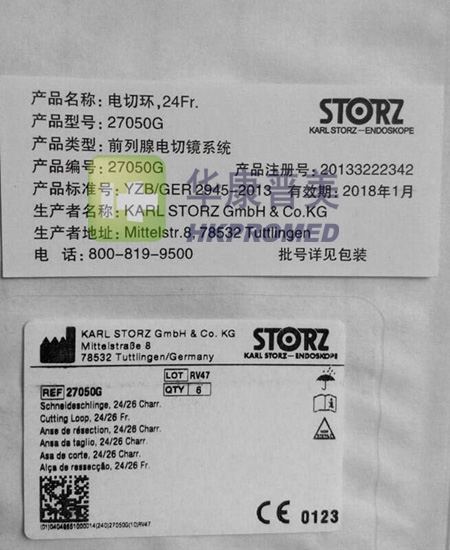 产品名称: 电切环,24Fr.
STORZ
KARL STORZ-ENDOSKOPE
产品型号: 27050G
产品类型: 前列腺电切镜系统
产品编号: 27050G
产品注册号: 20133222342
产品标准号: YZB/GER 2945-2013
有效期: 2018年1月
生产者名称: KARL STORZ GmbH & Co.KG
生产者地址: Mittelstr.8,78532 Tuttlingen
电 话: 800-819-9500
批号详见包装
华康普美
HKPROMED
KARL STORZ GmbH & Co. KG
Mittelstraße 8
78532 Tuttlingen/Germany
STORZ
KARL STORZ-ENDOSKOPE
LOT RV47
QTY 6
REF 27050G
Schneideschlinge, 24/26 Charr.
Cutting Loop, 24/26 Fr.
Anse de résection, 24/26 Charr.
Ansa da taglio, 24/26 Charr.
Asa de corte, 24/26 Charr.
Alça de ressecção, 24/26 Fr.
CE 0123